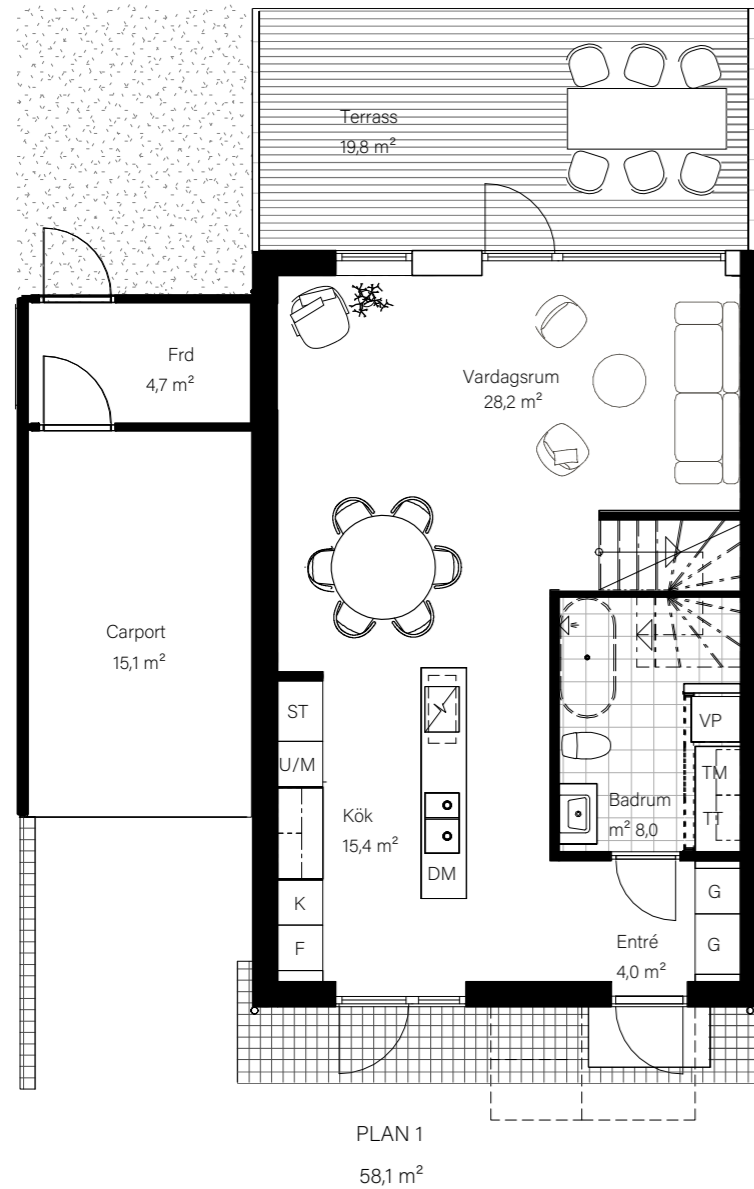 Terrass
19,8 m²
Frd
4,7 m²
Vardagsrum
28,2 m²
Carport
15,1 m²
ST
U/M
VP
TM
TT
Kök
15,4 m²
Badrum
m² 8,0
DM
K
F
G
G
Entré
4,0 m²
PLAN 1
58,1 m²